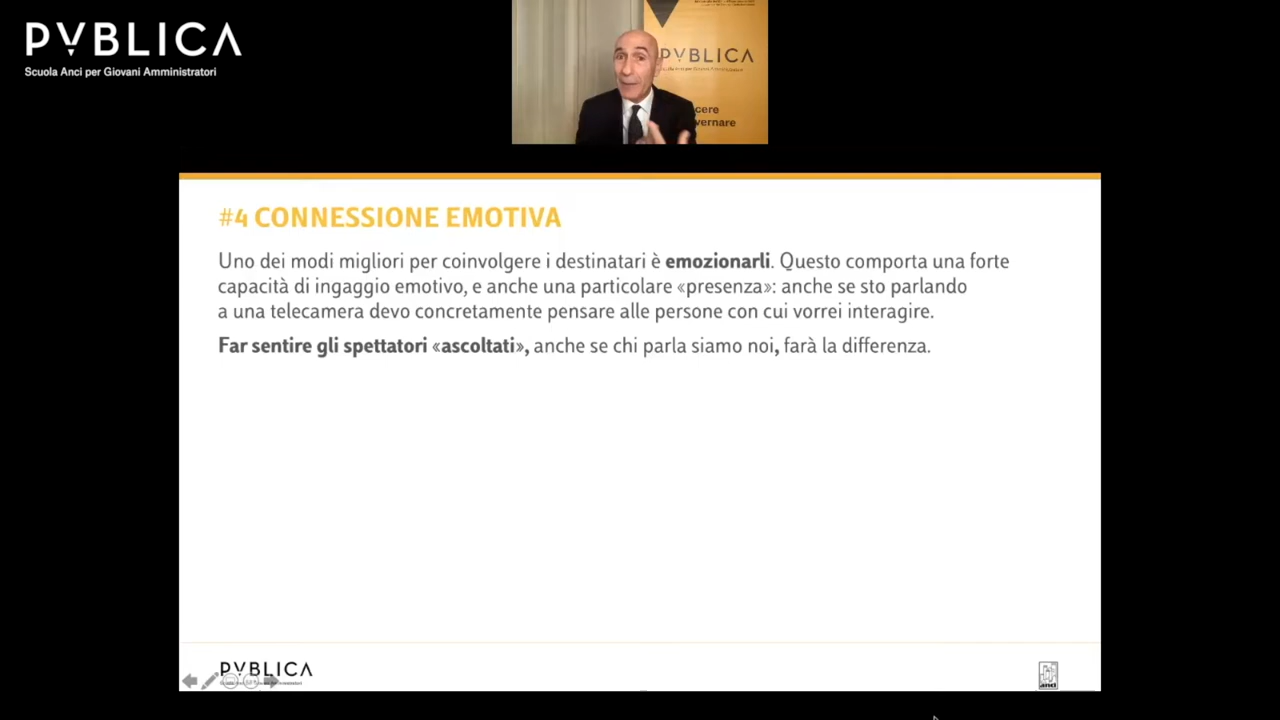 PVBLICA
Scuola Anci per Giovani Amministratori
PVBLICA
cere
vernare
#4 CONNESSIONE EMOTIVA
Uno dei modi migliori per coinvolgere i destinatari è emozionarli. Questo comporta una forte
capacità di ingaggio emotivo, e anche una particolare «presenza»: anche se sto parlando
a una telecamera devo concretamente pensare alle persone con cui vorrei interagire.
Far sentire gli spettatori «ascoltati», anche se chi parla siamo noi, farà la differenza.
PVBLICA
anci